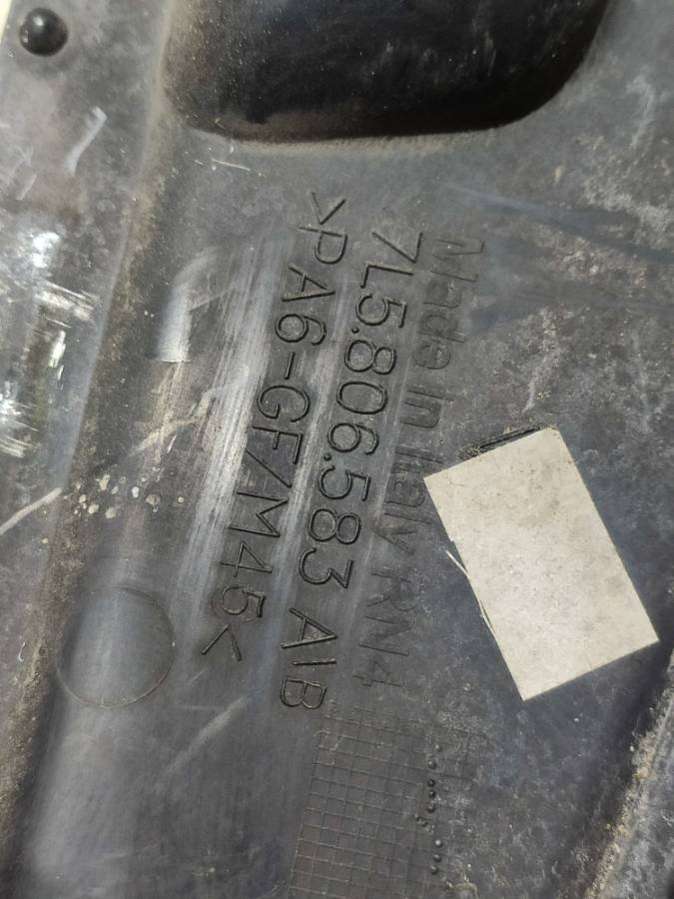 Made In Italy RN4
7L5.806.583 A/B
>PA6-GF/M45<